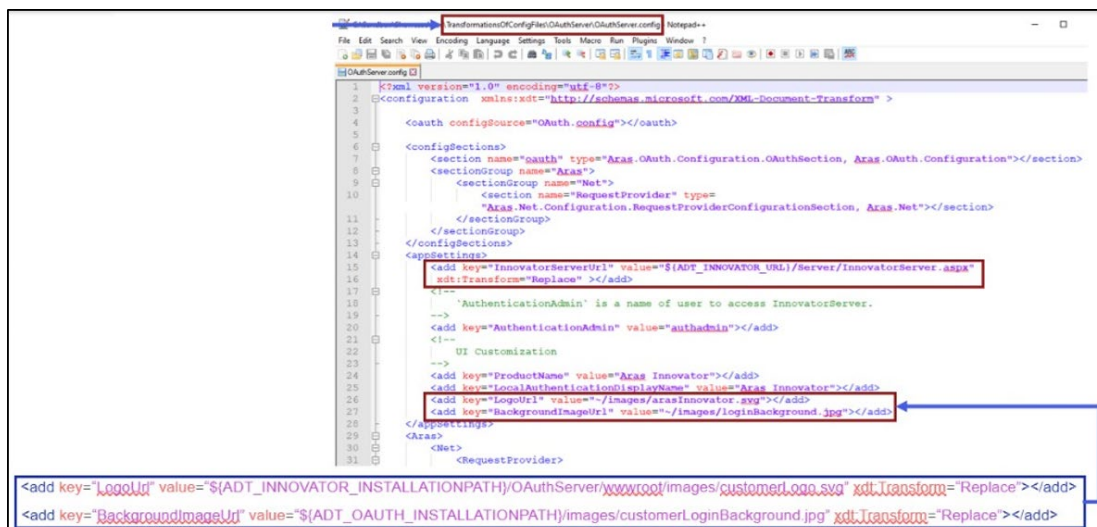 TransformationsOfConfigFiles\OAuthServer\OAuthServer.config - Notepad++
File Edit Search View Encoding Language Settings Tools Macro Run Plugins Window ?
OAuthServer.config
1 <?xml version="1.0" encoding="utf-8"?>
2 <configuration xmlns:xdt="http://schemas.microsoft.com/XML-Document-Transform" >
3
4 <oauth configSource="OAuth.config"></oauth>
5
6 <configSections>
7 <section name="oauth" type="Aras.OAuth.Configuration.OAuthSection, Aras.OAuth.Configuration"></section>
8 <sectionGroup name="Aras">
9 <sectionGroup name="Net">
10 <section name="RequestProvider" type=
"Aras.Net.Configuration.RequestProviderConfigurationSection, Aras.Net"></section>
11 </sectionGroup>
12 </sectionGroup>
13 </configSections>
14 <appSettings>
15 <add key="InnovatorServerUrl" value="${ADT_INNOVATOR_URL}/Server/InnovatorServer.aspx"
16 xdt:Transform="Replace" ></add>
17 <!--
18 'AuthenticationAdmin' is a name of user to access InnovatorServer.
19 -->
20 <add key="AuthenticationAdmin" value="authadmin"></add>
21 <!--
22 UI Customization
23 -->
24 <add key="ProductName" value="Aras Innovator"></add>
25 <add key="LocalAuthenticationDisplayName" value="Aras Innovator"></add>
26 <add key="LogoUrl" value="~/images/arasInnovator.svg"></add>
27 <add key="BackgroundImageUrl" value="~/images/loginBackground.jpg"></add>
28 </appSettings>
29 <Aras>
30 <Net>
31 <RequestProvider>
<add key="LogoUrl" value="${ADT_INNOVATOR_INSTALLATIONPATH}/OAuthServer/wwwroot/images/customerLogo.svg" xdt:Transform="Replace"></add>
<add key="BackgroundImageUrl" value="${ADT_OAUTH_INSTALLATIONPATH}/images/customerLoginBackground.jpg" xdt:Transform="Replace"></add>